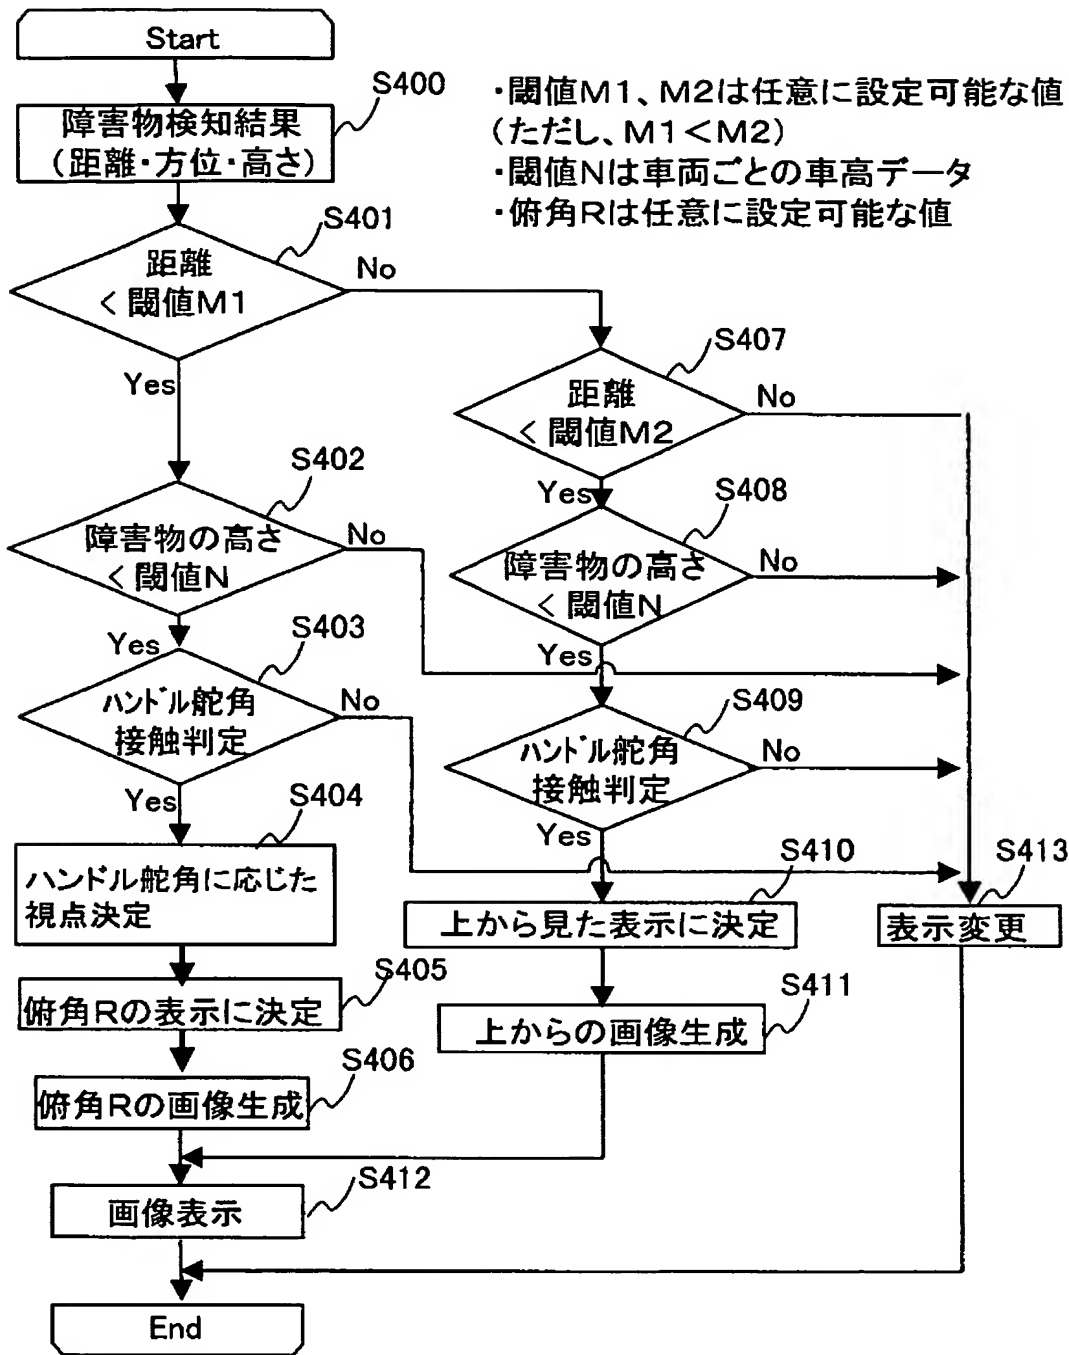 Start
S400
障害物検知結果
(距離・方位・高さ)
・閾値M1、M2は任意に設定可能な値
(ただし、M1<M2)
・閾値Nは車両ごとの車高データ
・俯角Rは任意に設定可能な値
S401
距離
<閾値M1
No
Yes
S407
距離
<閾値M2
No
Yes
S402
障害物の高さ
<閾値N
No
Yes
S408
障害物の高さ
<閾値N
No
Yes
S403
ハンドル舵角
接触判定
No
Yes
S409
ハンドル舵角
接触判定
No
Yes
S404
ハンドル舵角に応じた
視点決定
S410
上から見た表示に決定
S413
表示変更
S405
俯角Rの表示に決定
S411
上からの画像生成
S406
俯角Rの画像生成
S412
画像表示
End